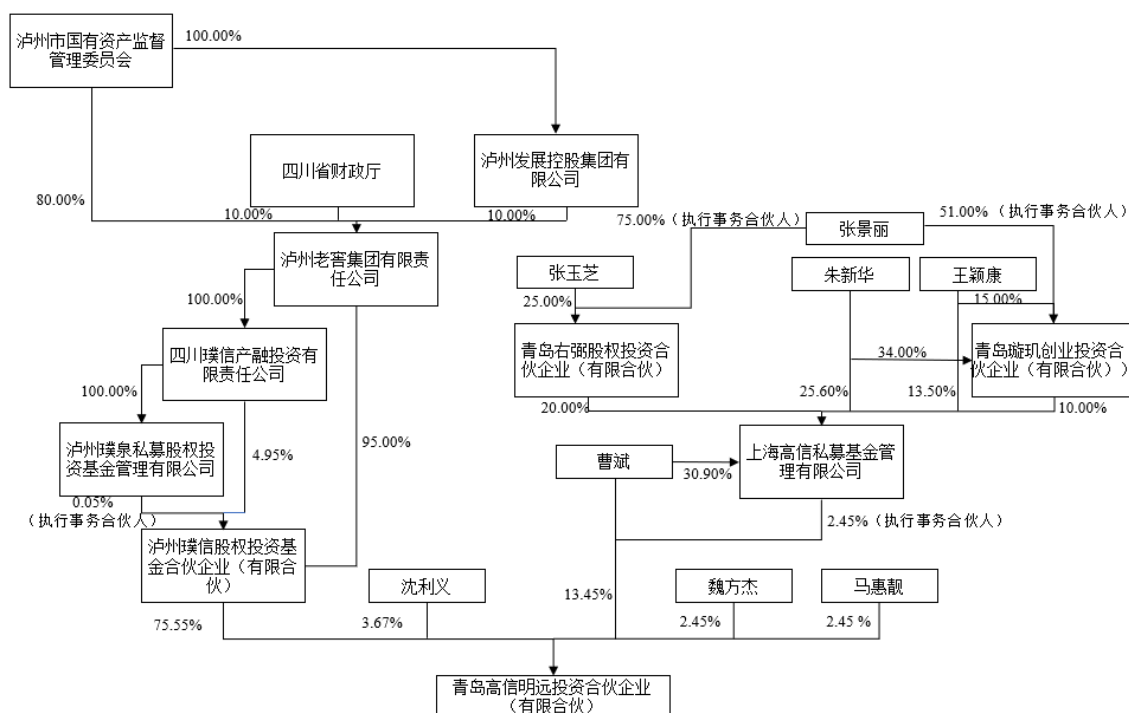 泸州市国有资产监督
管理委员会
100.00%
四川省财政厅
泸州发展控股集团有
限公司
80.00%
10.00%
10.00%
75.00%（执行事务合伙人）
51.00%（执行事务合伙人）
张景丽
泸州老窖集团有限责
任公司
张玉芝
朱新华
王颖康
25.00%
15.00%
100.00%
四川璞信产融投资有
限责任公司
青岛右弼股权投资合
伙企业（有限合伙）
34.00%
青岛璇玑创业投资合
伙企业（有限合伙））
100.00%
20.00%
25.60%
13.50%
10.00%
泸州璞泉私募股权投
资基金管理有限公司
4.95%
95.00%
曹斌
30.90%
上海高信私募基金管
理有限公司
0.05%
（执行事务合伙人）
2.45%（执行事务合伙人）
泸州璞信股权投资基
金合伙企业（有限合
伙）
沈利义
13.45%
魏方杰
马惠靓
75.55%
3.67%
2.45%
2.45 %
青岛高信明远投资合伙企业
（有限合伙）